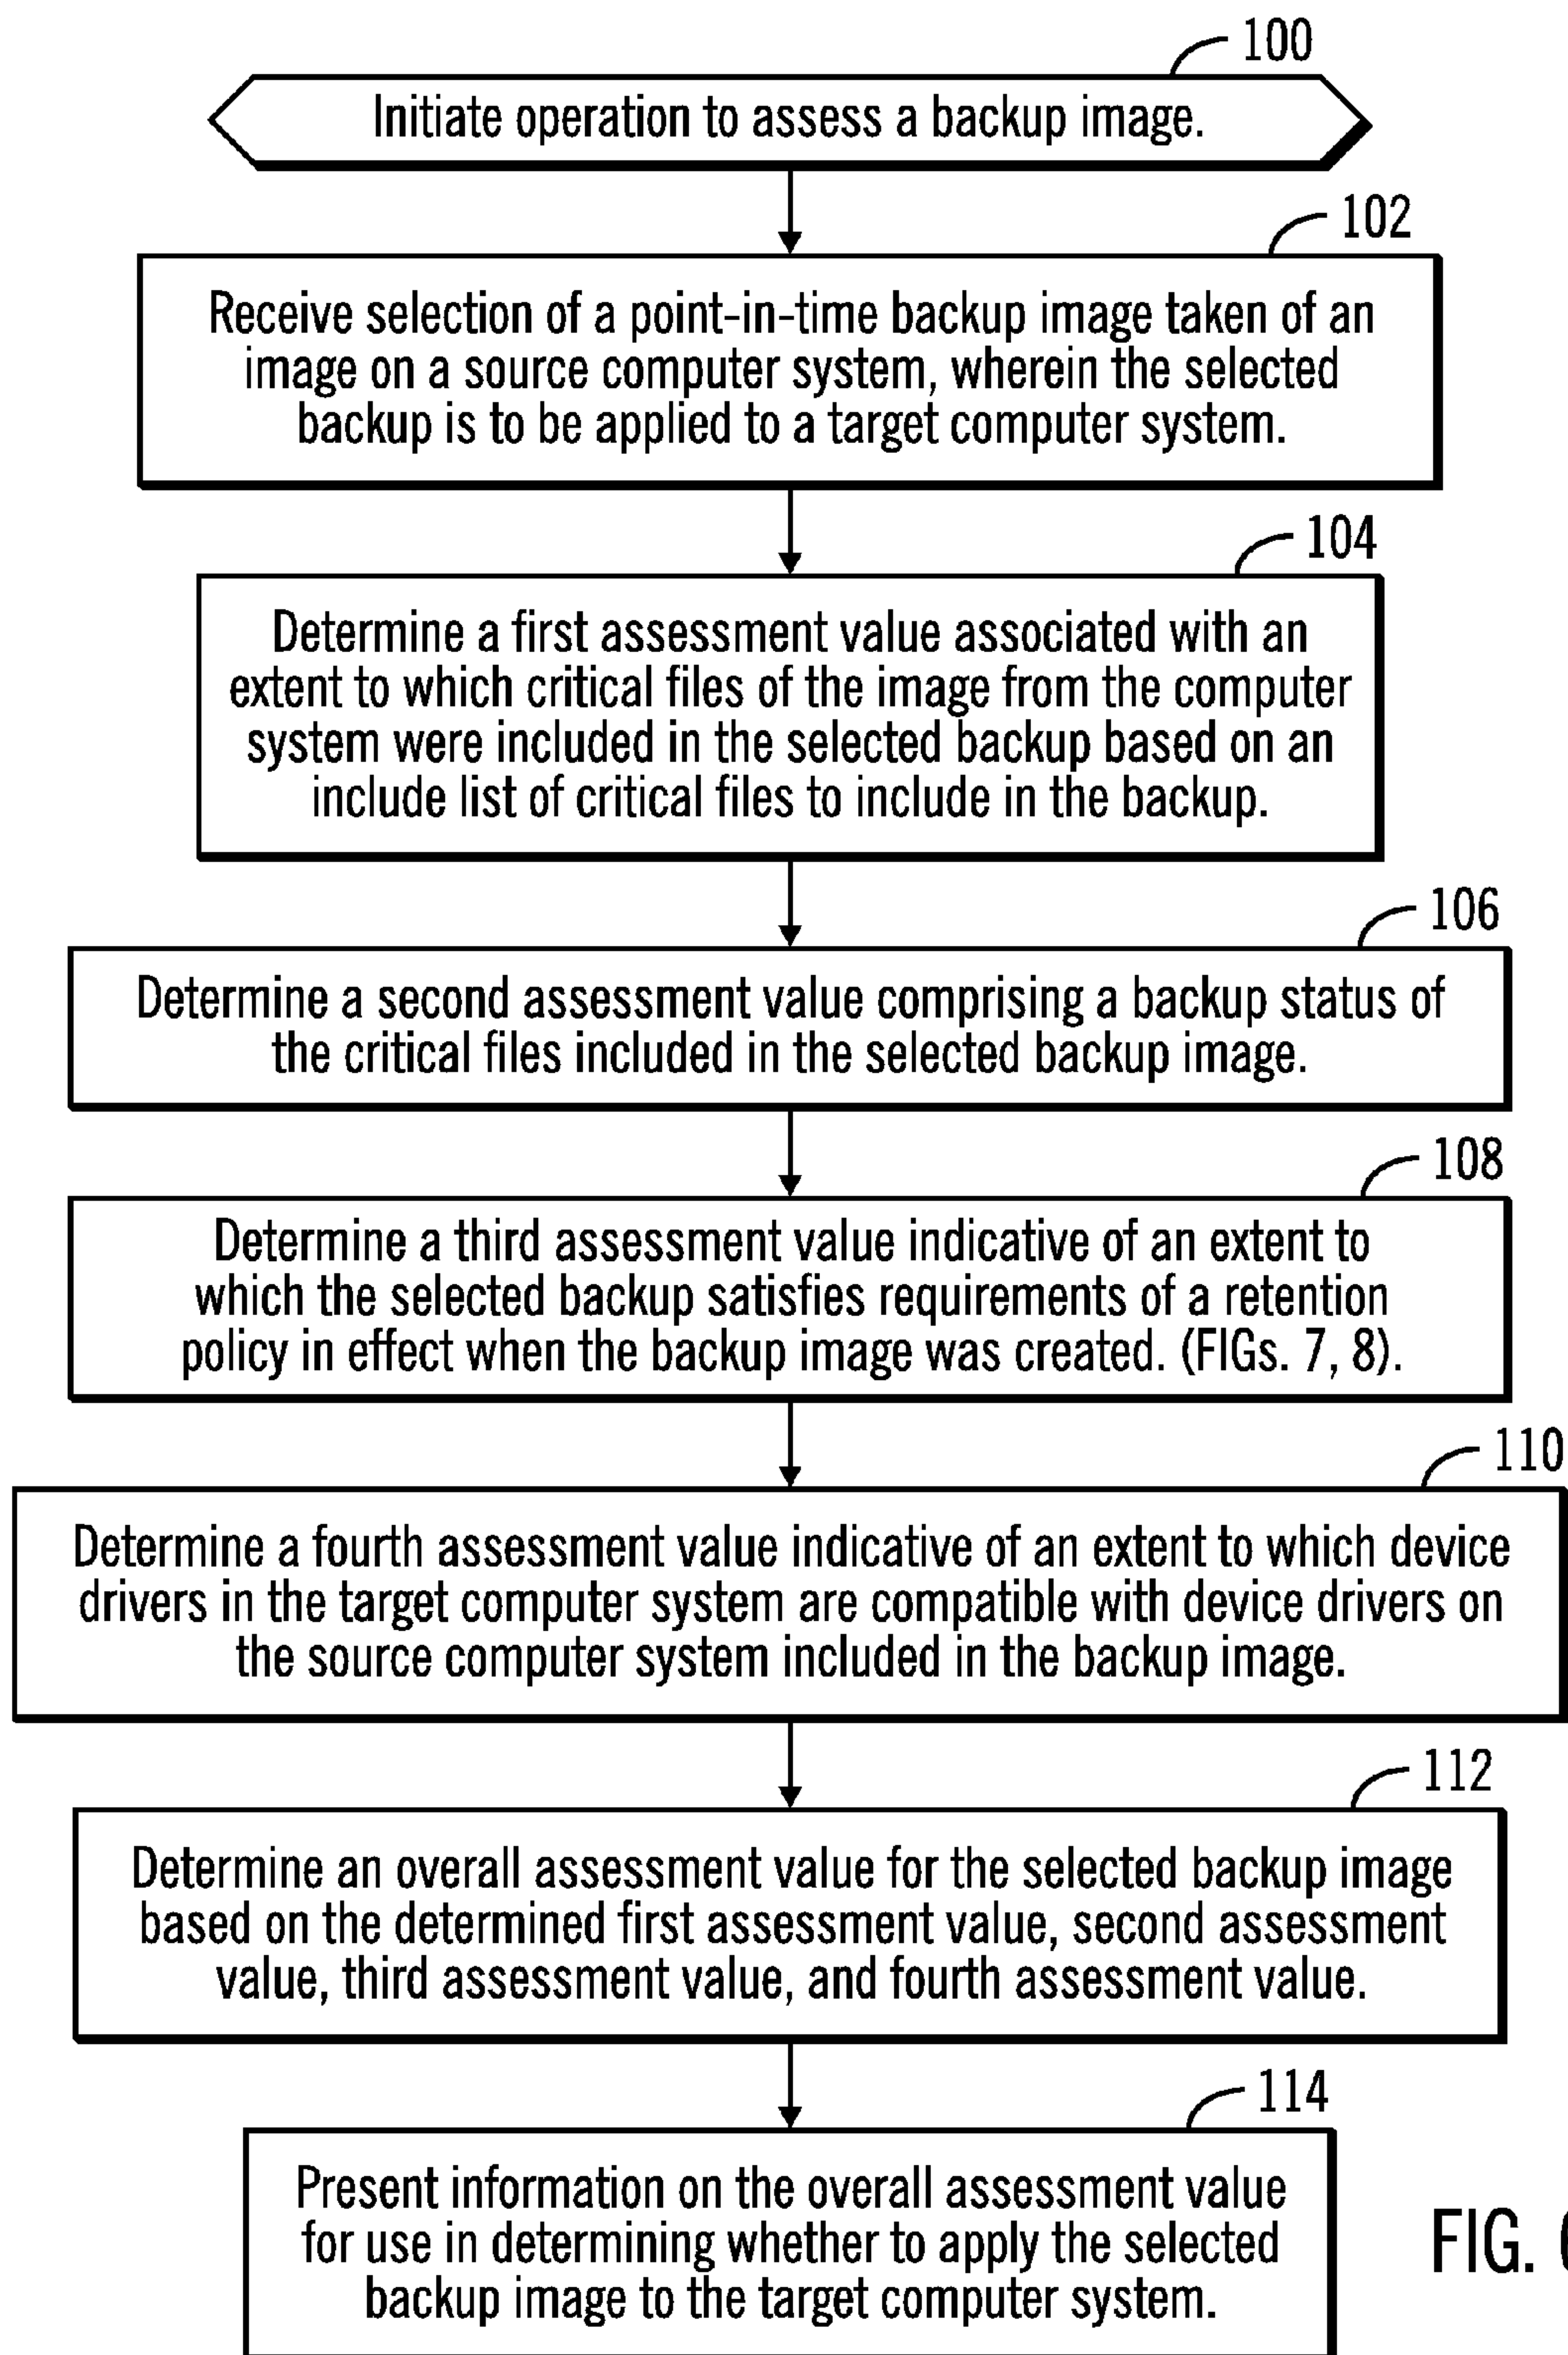 100
Initiate operation to assess a backup image.
102
Receive selection of a point-in-time backup image taken of an
image on a source computer system, wherein the selected
backup is to be applied to a target computer system.
104
Determine a first assessment value associated with an
extent to which critical files of the image from the computer
system were included in the selected backup based on an
include list of critical files to include in the backup.
106
Determine a second assessment value comprising a backup status of
the critical files included in the selected backup image.
108
Determine a third assessment value indicative of an extent to
which the selected backup satisfies requirements of a retention
policy in effect when the backup image was created. (FIGs. 7, 8).
110
Determine a fourth assessment value indicative of an extent to which device
drivers in the target computer system are compatible with device drivers on
the source computer system included in the backup image.
112
Determine an overall assessment value for the selected backup image
based on the determined first assessment value, second assessment
value, third assessment value, and fourth assessment value.
114
Present information on the overall assessment value
for use in determining whether to apply the selected
backup image to the target computer system.
FIG.